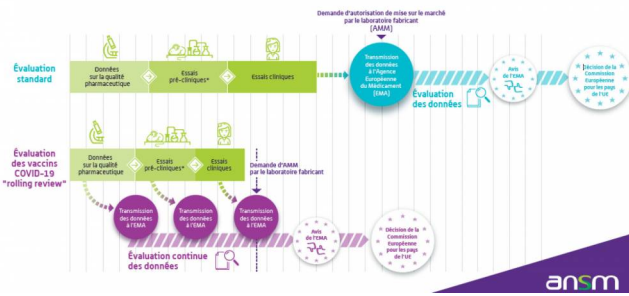 Demande d'autorisation de mise sur le marché
par le laboratoire fabricant
(AMM)
Évaluation
standard
Données
sur la qualité
pharmaceutique
Essais
pré-cliniques*
Essais cliniques
Transmission
des données
à l'Agence
Européenne
du Médicament
(EMA)
Évaluation
des données
Avis
de l'EMA
Décision de la
Commission
Européenne
pour les pays
de l'UE
Évaluation
des vaccins
COVID-19
"rolling review"
Données
sur la qualité
pharmaceutique
Essais
pré-cliniques*
Essais
cliniques
Demande d'AMM
par le laboratoire fabricant
Transmission
des données
à l'EMA
Transmission
des données
à l'EMA
Transmission
des données
à l'EMA
Évaluation continue
des données
Avis
de l'EMA
Décision de la
Commission
Européenne
pour les pays
de l'UE
ansm